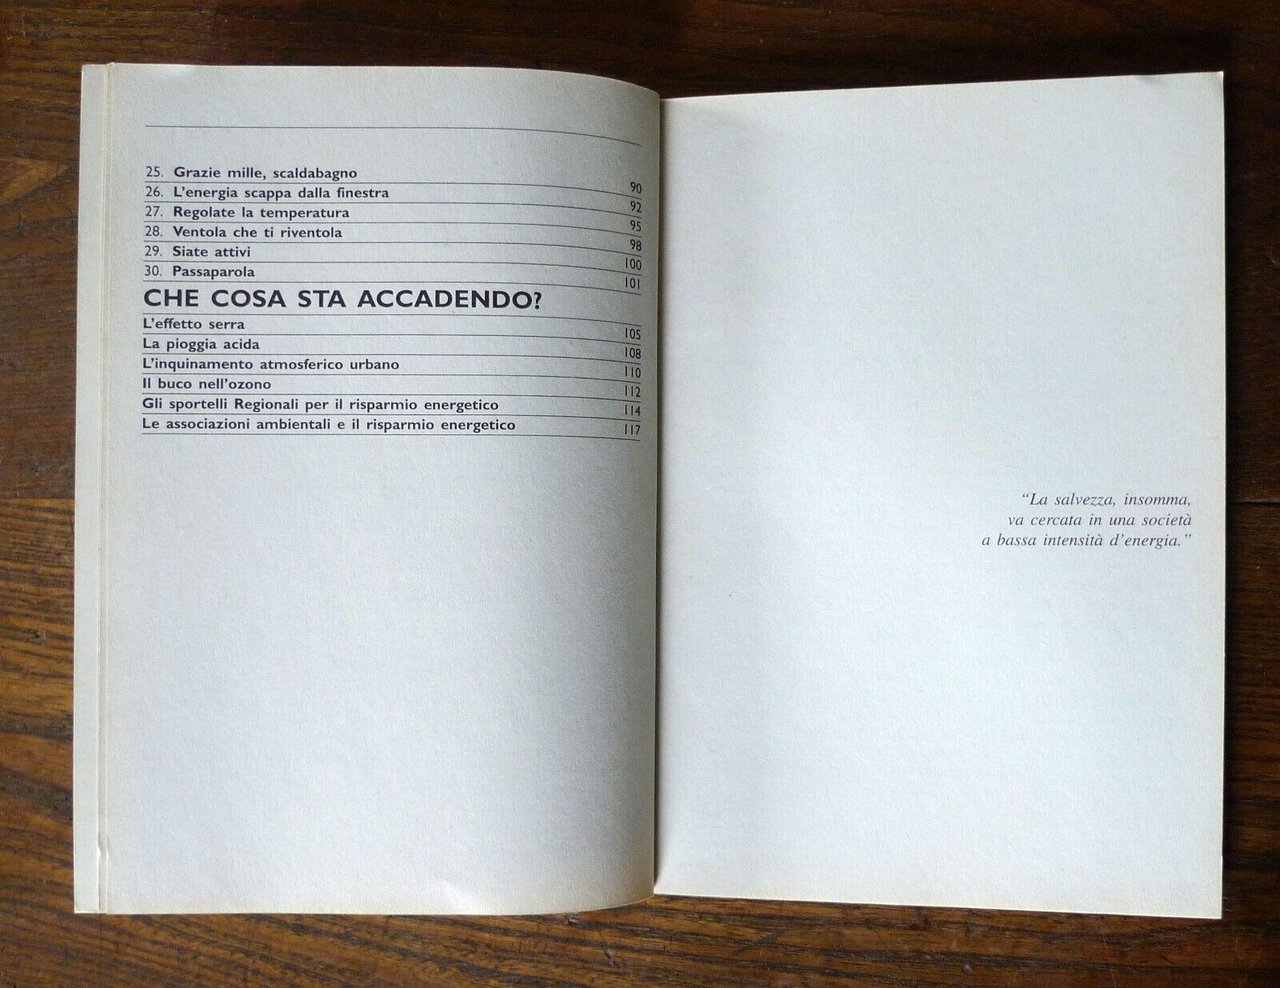 25. Grazie mille, scaldabagno 90
26. L'energia scappa dalla finestra 92
27. Regolate la temperatura 95
28. Ventola che ti riventola 98
29. Siate attivi 100
30. Passaparola 101
CHE COSA STA ACCADENDO?
L'effetto serra 105
La pioggia acida 108
L'inquinamento atmosferico urbano 110
Il buco nell'ozono 112
Gli sportelli Regionali per il risparmio energetico 114
Le associazioni ambientali e il risparmio energetico 117
“La salvezza, insomma,
va cercata in una società
a bassa intensità d'energia.”